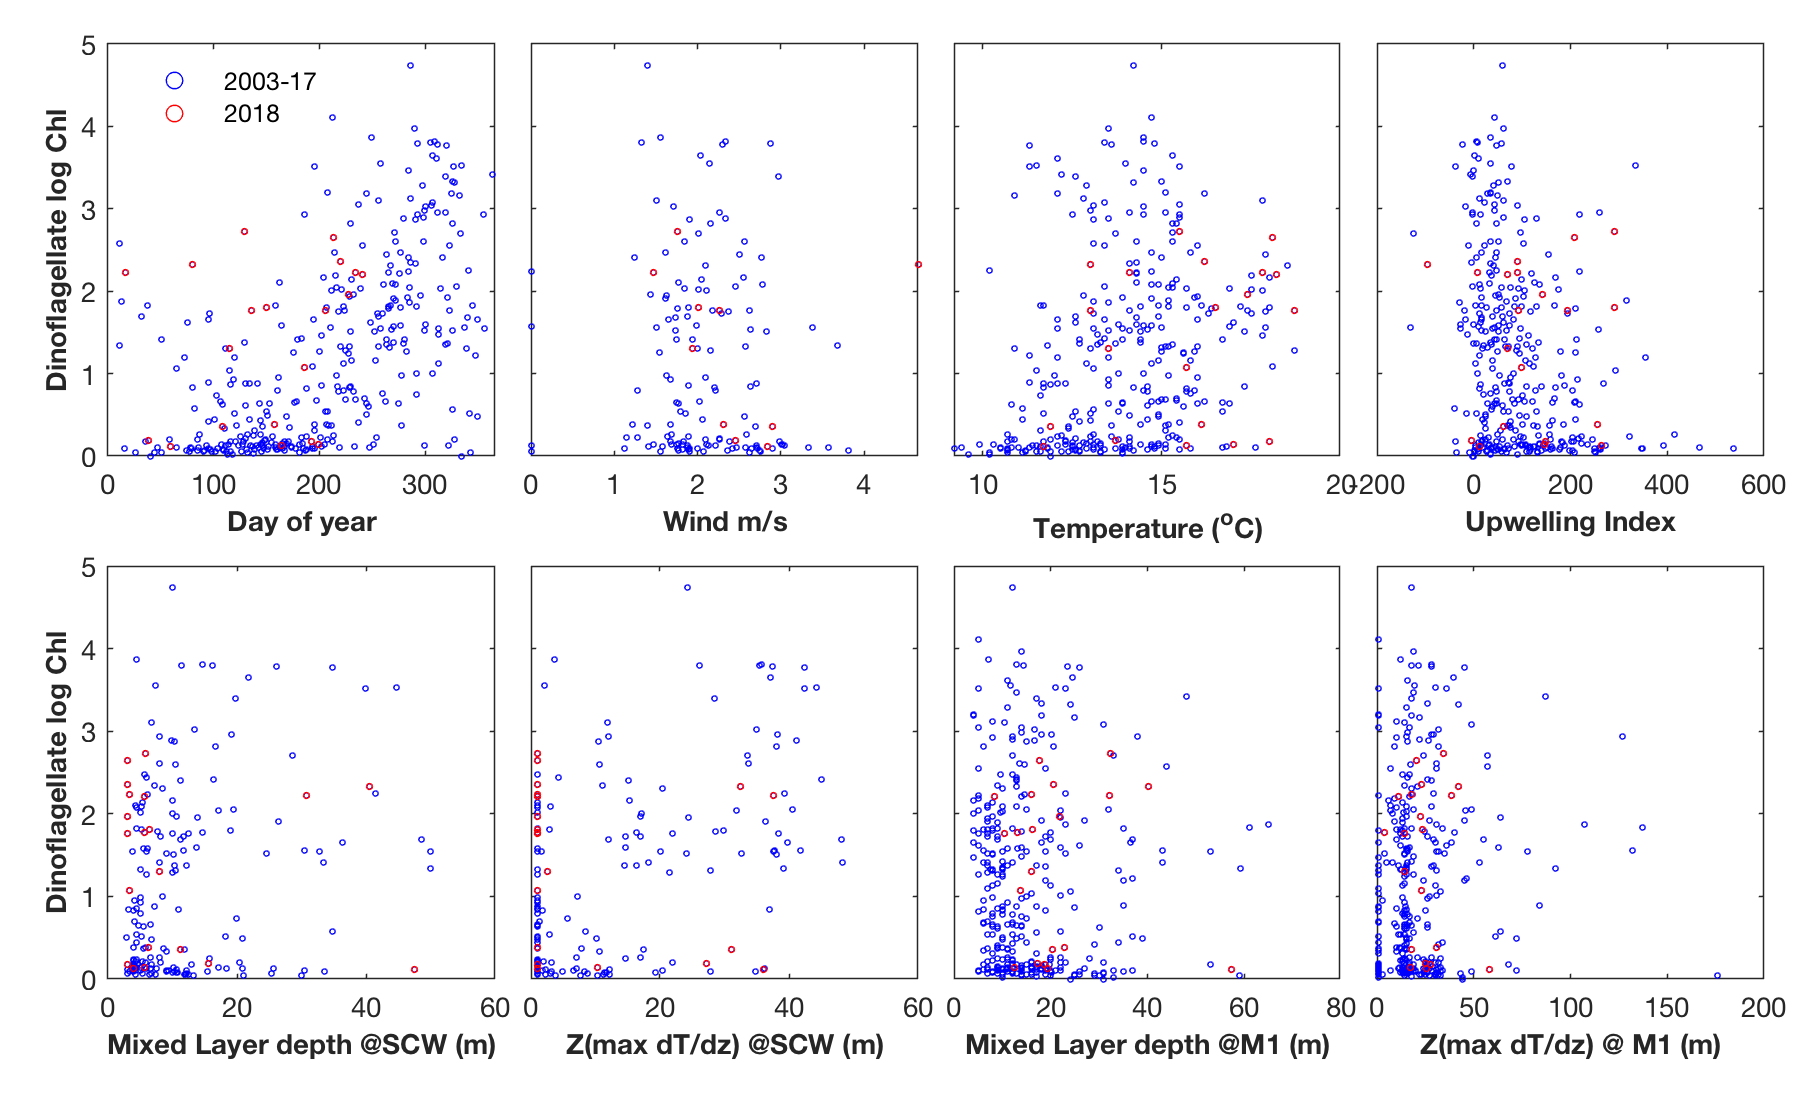 5
4
3
2
1
0
Dinoflagellate log Chl
2003-17
2018
0 100 200 300
Day of year
0 1 2 3 4
Wind m/s
10 15 20
Temperature (°C)
-200 0 200 400 600
Upwelling Index
5
4
3
2
1
0
Dinoflagellate log Chl
0 20 40 60
Mixed Layer depth @SCW (m)
0 20 40 60
Z(max dT/dz) @SCW (m)
0 20 40 60 80
Mixed Layer depth @M1 (m)
0 50 100 150 200
Z(max dT/dz) @ M1 (m)